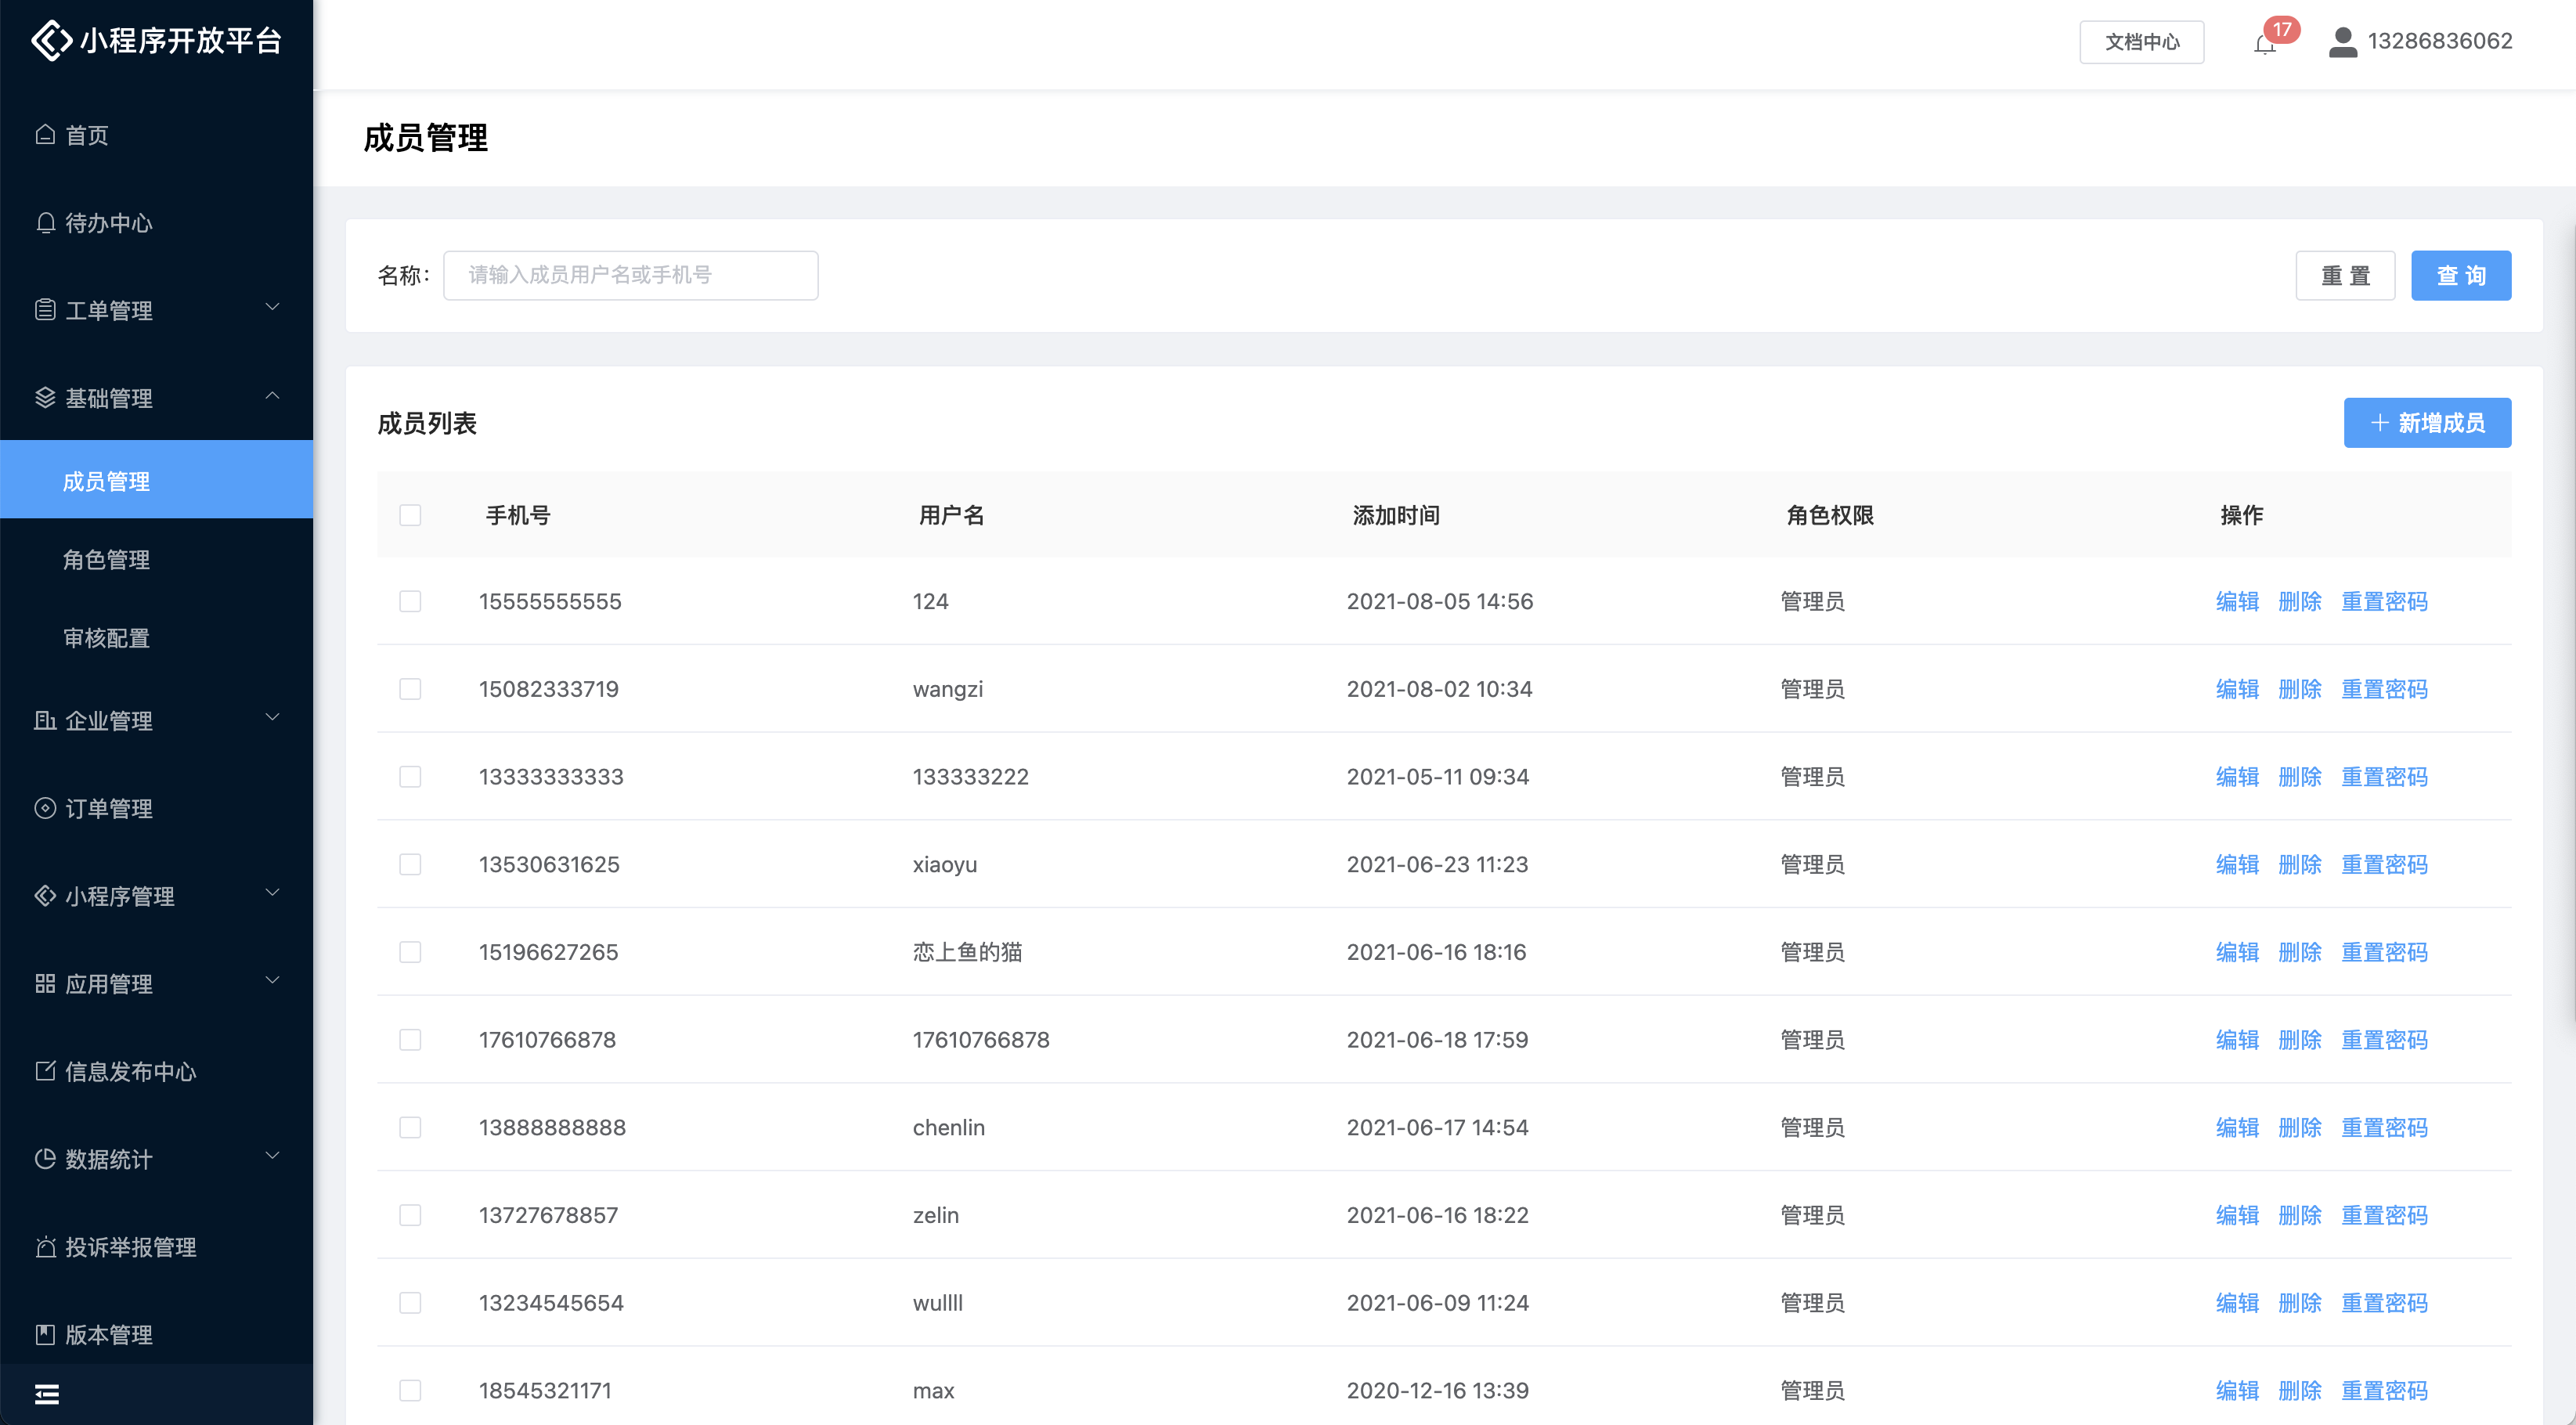 小程序开放平台
文档中心
17
13286836062
首页
待办中心
工单管理
基础管理
成员管理
角色管理
审核配置
企业管理
订单管理
小程序管理
应用管理
信息发布中心
数据统计
投诉举报管理
版本管理
成员管理
名称: 请输入成员用户名或手机号 重 置 查 询
成员列表 新增成员
手机号 用户名 添加时间 角色权限 操作
15555555555 124 2021-08-05 14:56 管理员 编辑 删除 重置密码
15082333719 wangzi 2021-08-02 10:34 管理员 编辑 删除 重置密码
13333333333 133333222 2021-05-11 09:34 管理员 编辑 删除 重置密码
13530631625 xiaoyu 2021-06-23 11:23 管理员 编辑 删除 重置密码
15196627265 恋上鱼的猫 2021-06-16 18:16 管理员 编辑 删除 重置密码
17610766878 17610766878 2021-06-18 17:59 管理员 编辑 删除 重置密码
13888888888 chenlin 2021-06-17 14:54 管理员 编辑 删除 重置密码
13727678857 zelin 2021-06-16 18:22 管理员 编辑 删除 重置密码
13234545654 wullll 2021-06-09 11:24 管理员 编辑 删除 重置密码
18545321171 max 2020-12-16 13:39 管理员 编辑 删除 重置密码